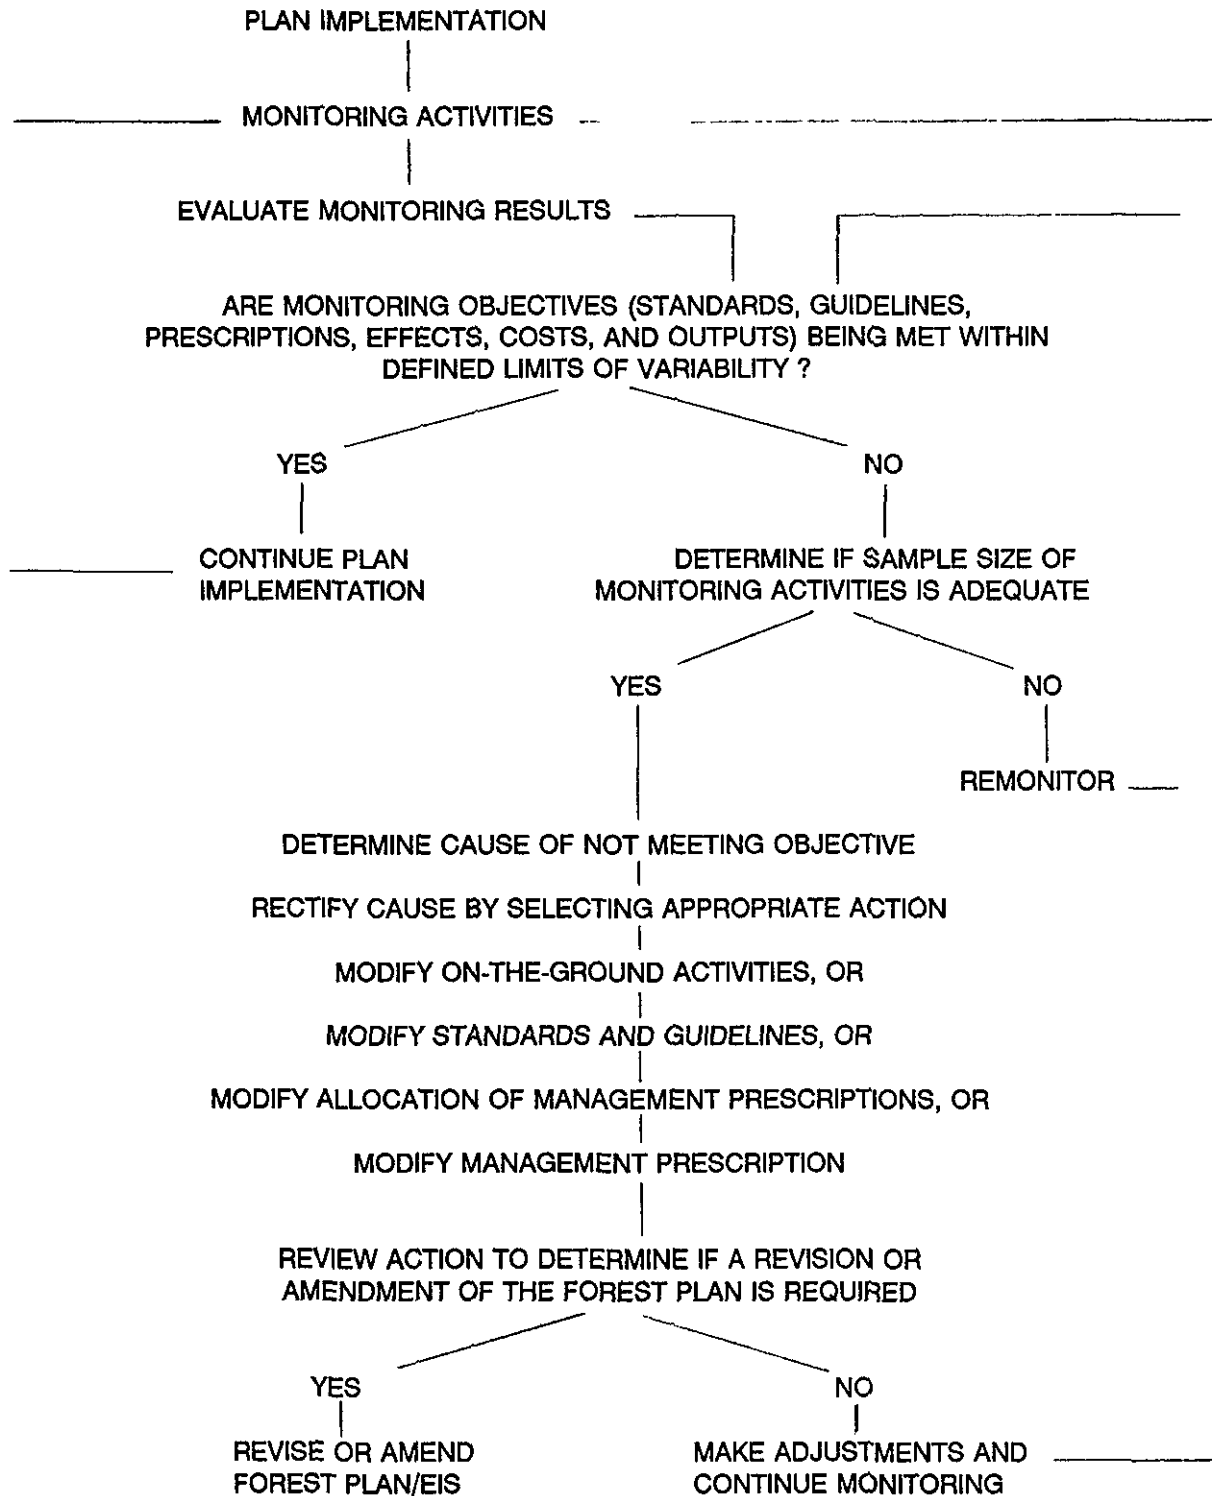 PLAN IMPLEMENTATION
MONITORING ACTIVITIES
EVALUATE MONITORING RESULTS
ARE MONITORING OBJECTIVES (STANDARDS, GUIDELINES,
PRESCRIPTIONS, EFFECTS, COSTS, AND OUTPUTS) BEING MET WITHIN
DEFINED LIMITS OF VARIABILITY ?
YES
NO
CONTINUE PLAN
IMPLEMENTATION
DETERMINE IF SAMPLE SIZE OF
MONITORING ACTIVITIES IS ADEQUATE
YES
NO
REMONITOR
DETERMINE CAUSE OF NOT MEETING OBJECTIVE
RECTIFY CAUSE BY SELECTING APPROPRIATE ACTION
MODIFY ON-THE-GROUND ACTIVITIES, OR
MODIFY STANDARDS AND GUIDELINES, OR
MODIFY ALLOCATION OF MANAGEMENT PRESCRIPTIONS, OR
MODIFY MANAGEMENT PRESCRIPTION
REVIEW ACTION TO DETERMINE IF A REVISION OR
AMENDMENT OF THE FOREST PLAN IS REQUIRED
YES
NO
REVISE OR AMEND
FOREST PLAN/EIS
MAKE ADJUSTMENTS AND
CONTINUE MONITORING